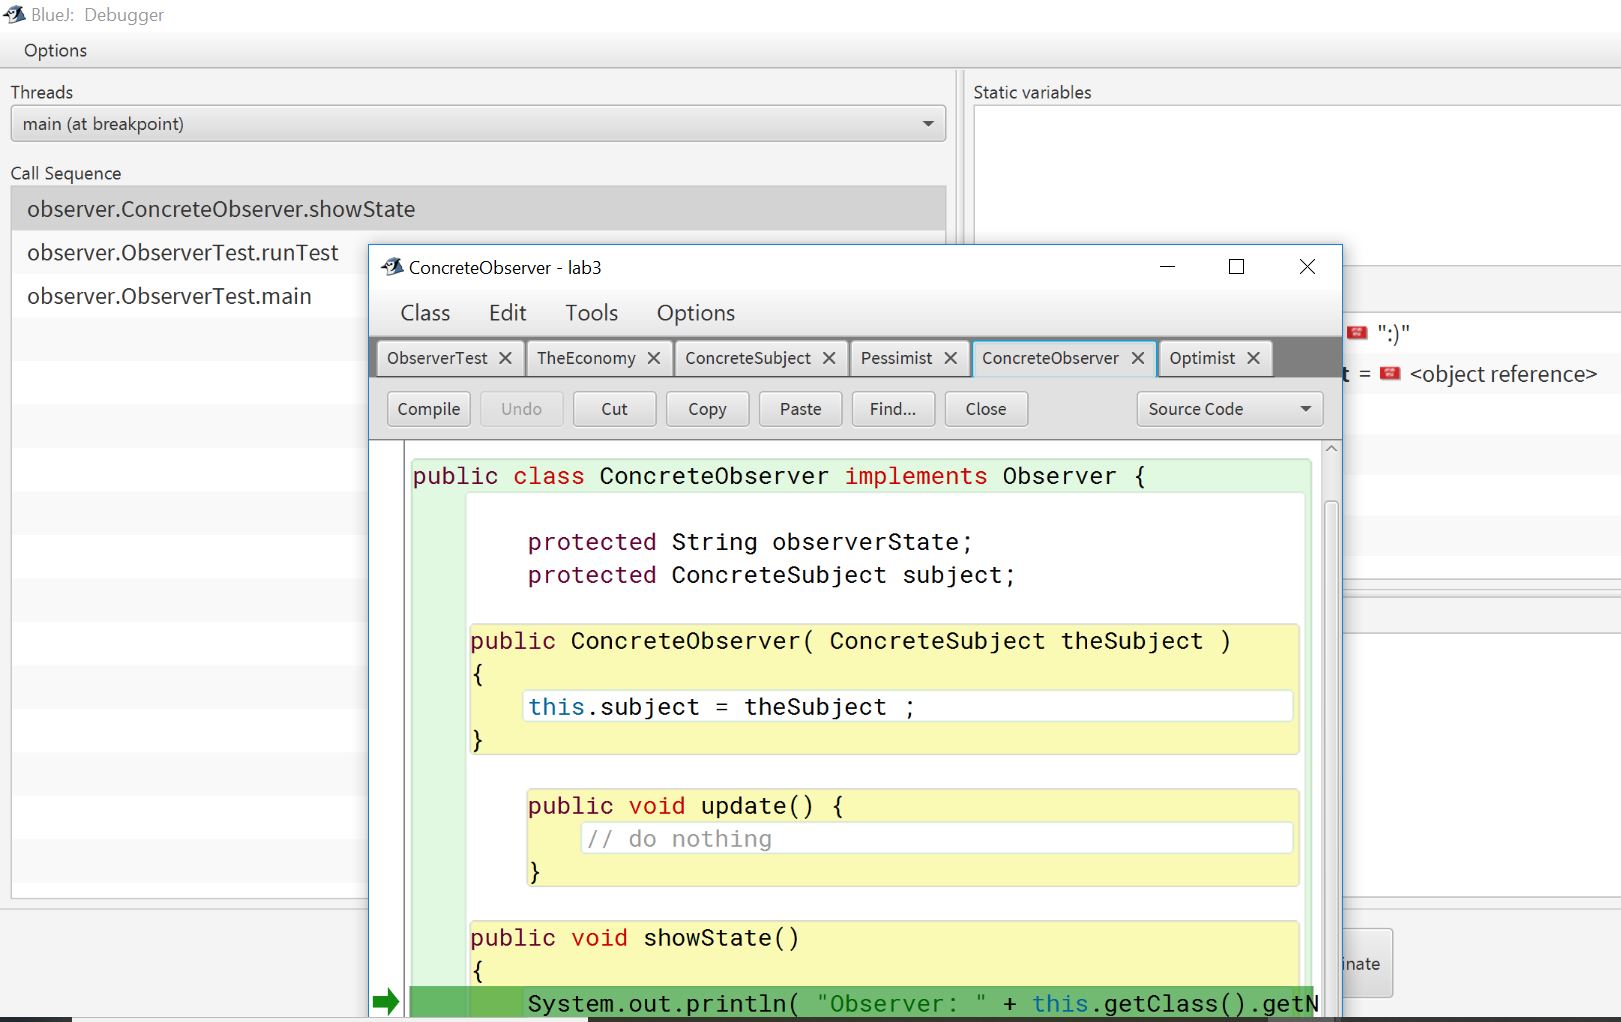 BlueJ: Debugger
Options
Threads
main (at breakpoint)
Call Sequence
observer.ConcreteObserver.showState
observer.ObserverTest.runTest
observer.ObserverTest.main
Static variables
":)"
t = <object reference>
inate
ConcreteObserver - lab3
Class Edit Tools Options
ObserverTest TheEconomy ConcreteSubject Pessimist ConcreteObserver Optimist
Compile Undo Cut Copy Paste Find... Close Source Code
public class ConcreteObserver implements Observer {
protected String observerState;
protected ConcreteSubject subject;
public ConcreteObserver( ConcreteSubject theSubject )
{
this.subject = theSubject ;
}
public void update() {
// do nothing
}
public void showState()
{
System.out.println( "Observer: " + this.getClass().getN